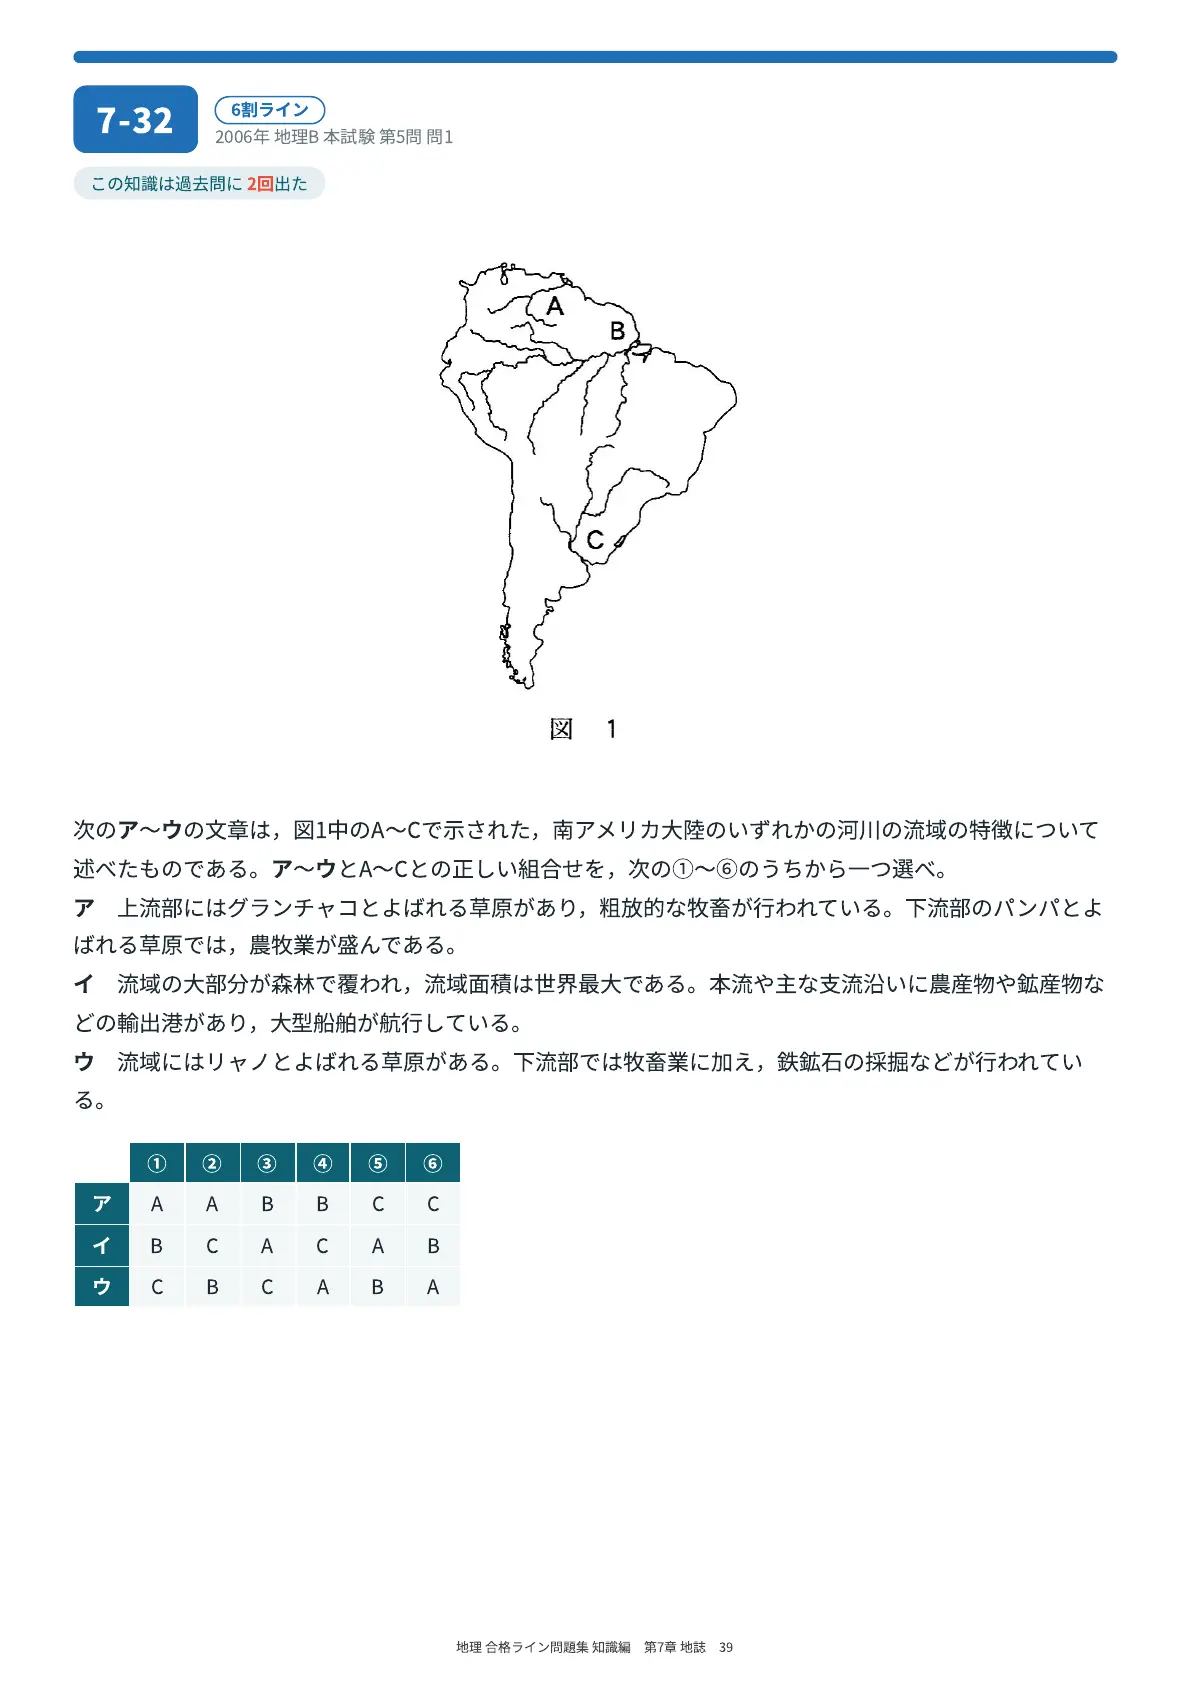 7-32
6割ライン
2006年 地理B 本試験 第5問 問1
この知識は過去問に 2回出た
A
B
C
図 1
次のア～ウの文章は，図1中のA～Cで示された，南アメリカ大陸のいずれかの河川の流域の特徴について
述べたものである。ア～ウとA～Cとの正しい組合せを，次の①～⑥のうちから一つ選べ。
ア　上流部にはグランチャコとよばれる草原があり，粗放的な牧畜が行われている。下流部のパンパとよ
ばれる草原では，農牧業が盛んである。
イ　流域の大部分が森林で覆われ，流域面積は世界最大である。本流や主な支流沿いに農産物や鉱産物な
どの輸出港があり，大型船舶が航行している。
ウ　流域にはリャノとよばれる草原がある。下流部では牧畜業に加え，鉄鉱石の採掘などが行われてい
る。
① ② ③ ④ ⑤ ⑥
ア A A B B C C
イ B C A C A B
ウ C B C A B A
地理 合格ライン問題集 知識編　第7章 地誌　39